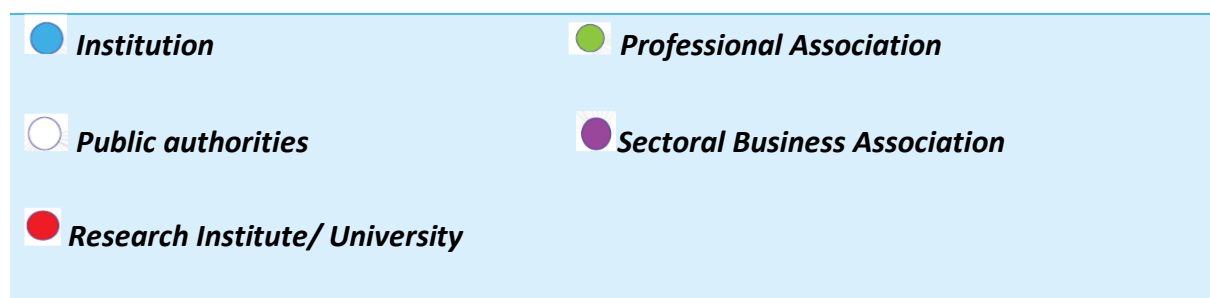 Institution
Professional Association
Public authorities
Sectoral Business Association
Research Institute/ University